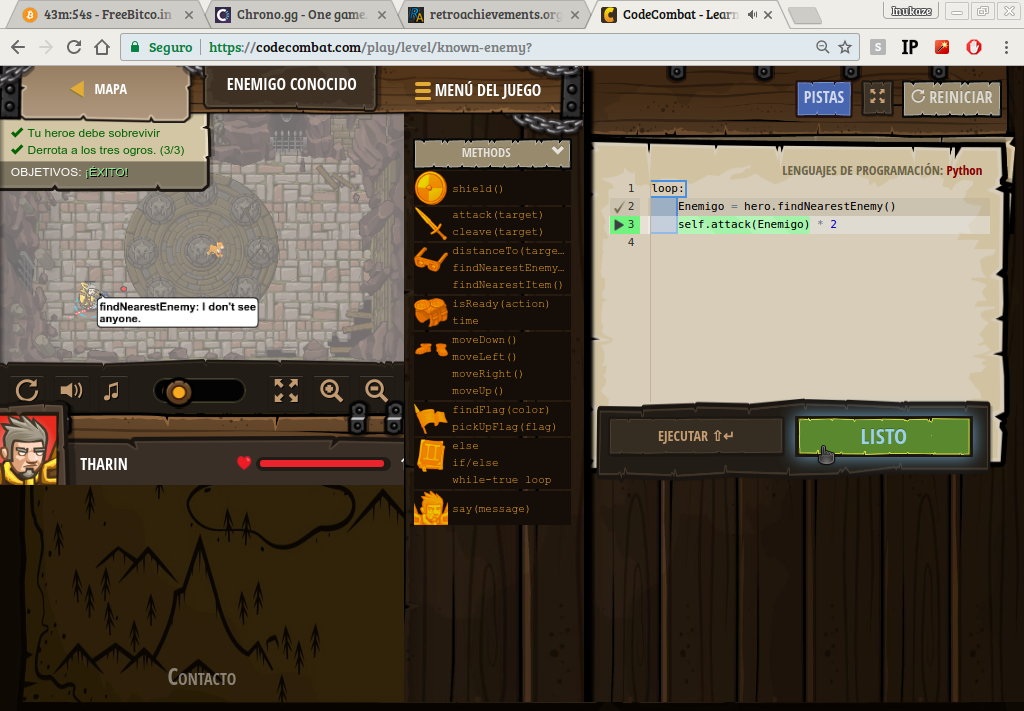 43m:54s - FreeBitco.in
Chrono.gg - One game.
retroachievements.org
CodeCombat - Learn
Inukaze
Seguro
https://codecombat.com/play/level/known-enemy?
S
IP
MAPA
ENEMIGO CONOCIDO
MENÚ DEL JUEGO
PISTAS
REINICIAR
Tu heroe debe sobrevivir
Derrota a los tres ogros. (3/3)
OBJETIVOS: ¡ÉXITO!
findNearestEnemy: I don't see
anyone.
THARIN
CONTACTO
METHODS
shield()
attack(target)
cleave(target)
distanceTo(targe…
findNearestEnemy…
findNearestItem()
isReady(action)
time
moveDown()
moveLeft()
moveRight()
moveUp()
findFlag(color)
pickUpFlag(flag)
else
if/else
while-true loop
say(message)
LENGUAJES DE PROGRAMACIÓN: Python
1 loop:
2 Enemigo = hero.findNearestEnemy()
3 self.attack(Enemigo) * 2
4
EJECUTAR ⇧↵
LISTO